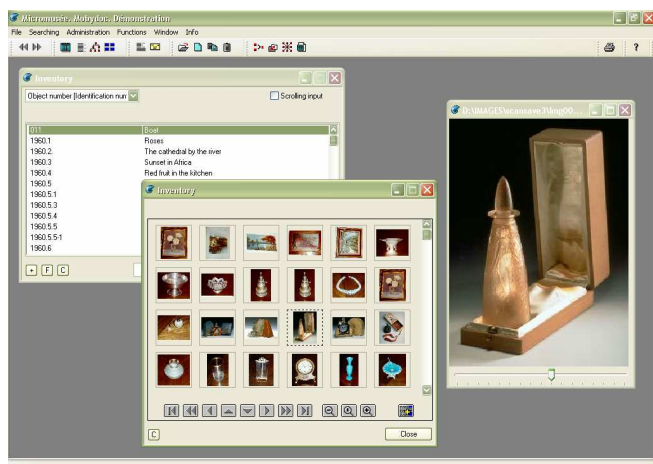 Micromusée, Mobydoc, Démonstration
File Searching Administration Functions Window Info
?
Inventory
Object number [Identification num
Scrolling input
011 Boat
1960.1 Roses
1960.2. The cathedral by the river
1960.3 Sunset in Africa
1960.4 Red fruit in the kitchen
1960.5
1960.5.1
1960.5.3
1960.5.4
1960.5.5
1960.5.5-1
1960.6
+ F C
Inventory
C
Close